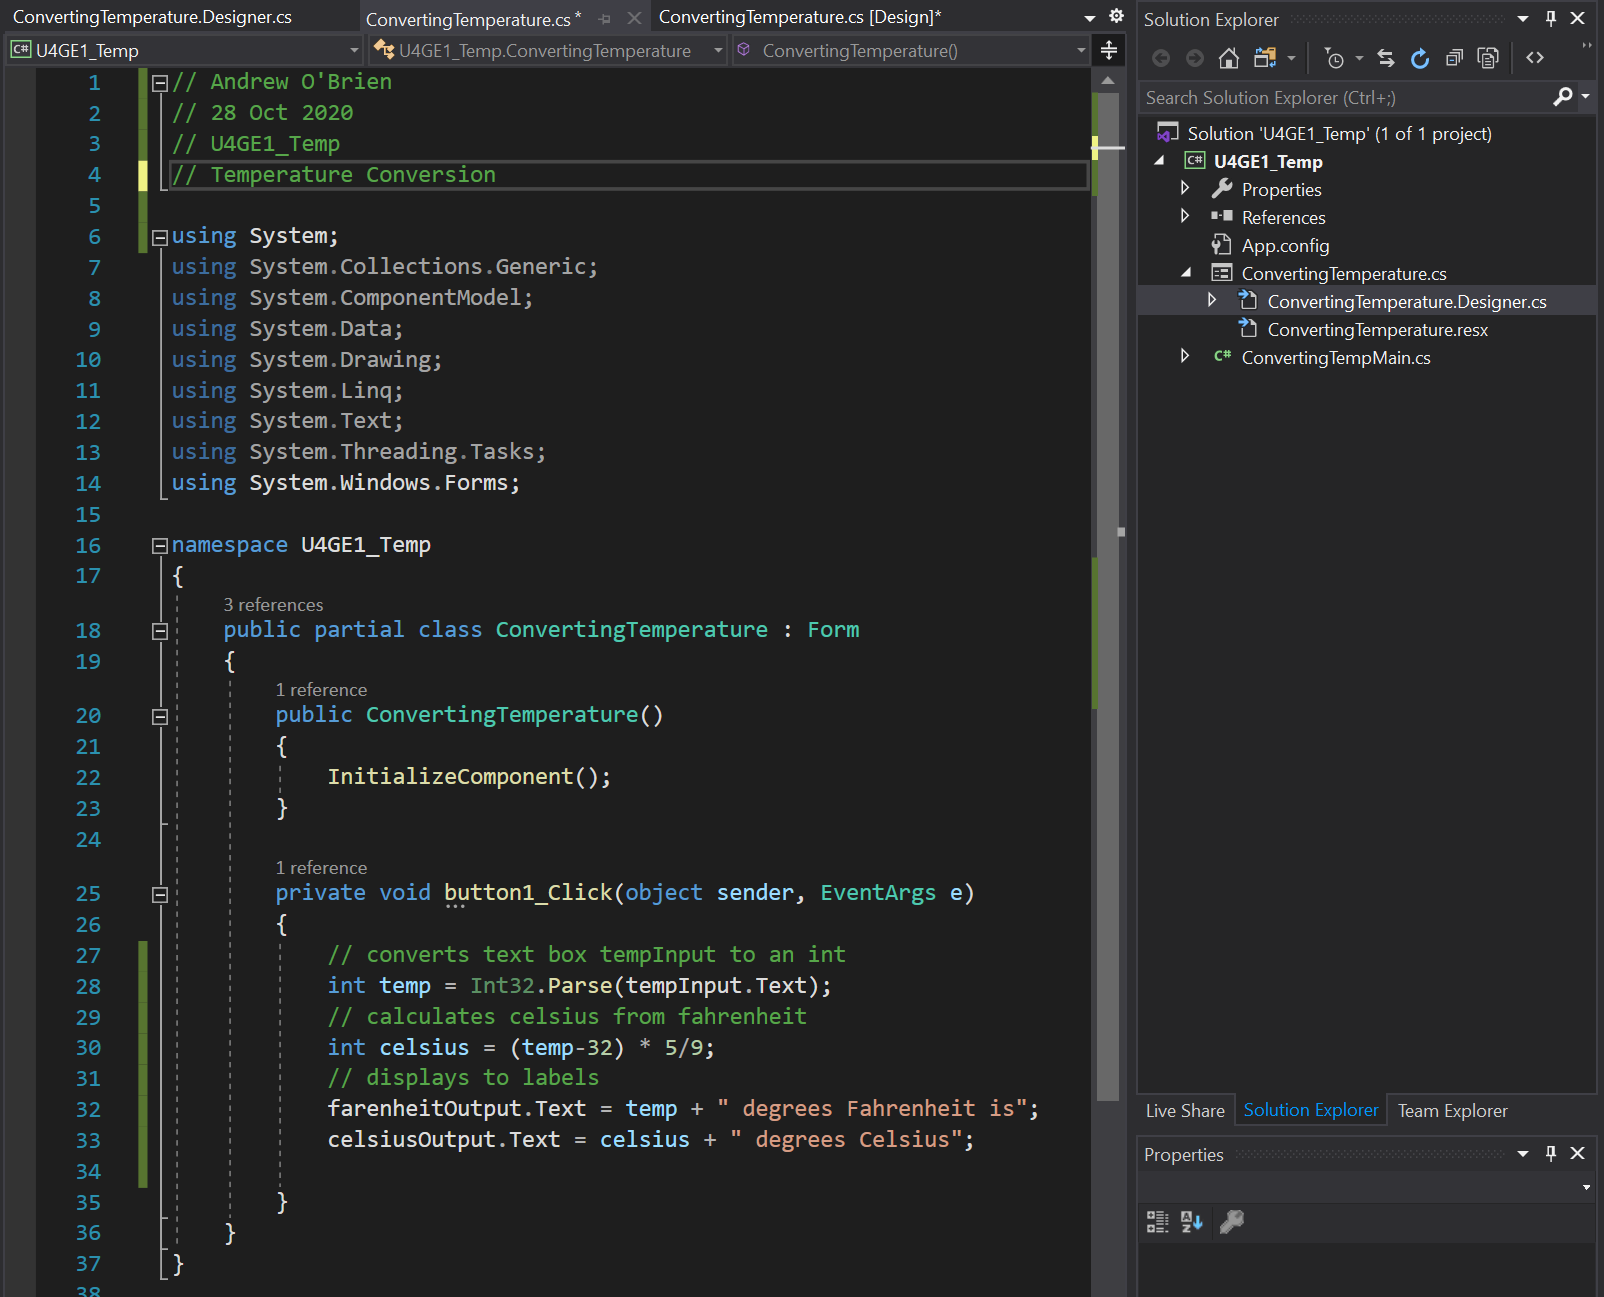 ConvertingTemperature.Designer.cs ConvertingTemperature.cs* ConvertingTemperature.cs [Design]*
C# U4GE1_Temp U4GE1_Temp.ConvertingTemperature ConvertingTemperature()
1 // Andrew O'Brien
2 // 28 Oct 2020
3 // U4GE1_Temp
4 // Temperature Conversion
5
6 using System;
7 using System.Collections.Generic;
8 using System.ComponentModel;
9 using System.Data;
10 using System.Drawing;
11 using System.Linq;
12 using System.Text;
13 using System.Threading.Tasks;
14 using System.Windows.Forms;
15
16 namespace U4GE1_Temp
17 {
3 references
18 public partial class ConvertingTemperature : Form
19 {
1 reference
20 public ConvertingTemperature()
21 {
22 InitializeComponent();
23 }
24
1 reference
25 private void button1_Click(object sender, EventArgs e)
26 {
27 // converts text box tempInput to an int
28 int temp = Int32.Parse(tempInput.Text);
29 // calculates celsius from fahrenheit
30 int celsius = (temp-32) * 5/9;
31 // displays to labels
32 farenheitOutput.Text = temp + " degrees Fahrenheit is";
33 celsiusOutput.Text = celsius + " degrees Celsius";
34
35 }
36 }
37 }
38
Solution Explorer
Search Solution Explorer (Ctrl+;)
Solution 'U4GE1_Temp' (1 of 1 project)
C# U4GE1_Temp
Properties
References
App.config
ConvertingTemperature.cs
ConvertingTemperature.Designer.cs
ConvertingTemperature.resx
C# ConvertingTempMain.cs
Live Share Solution Explorer Team Explorer
Properties